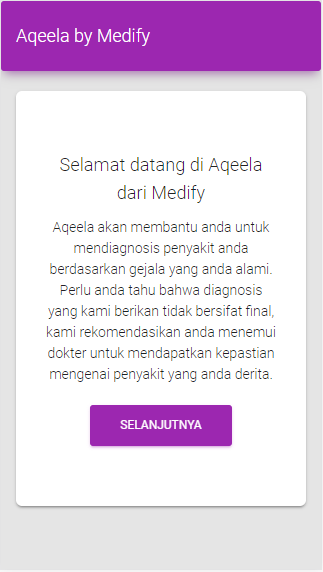 Aqeela by Medify
Selamat datang di Aqeela
dari Medify
Aqeela akan membantu anda untuk
mendiagnosis penyakit anda
berdasarkan gejala yang anda alami.
Perlu anda tahu bahwa diagnosis
yang kami berikan tidak bersifat final,
kami rekomendasikan anda menemui
dokter untuk mendapatkan kepastian
mengenai penyakit yang anda derita.
SELANJUTNYA